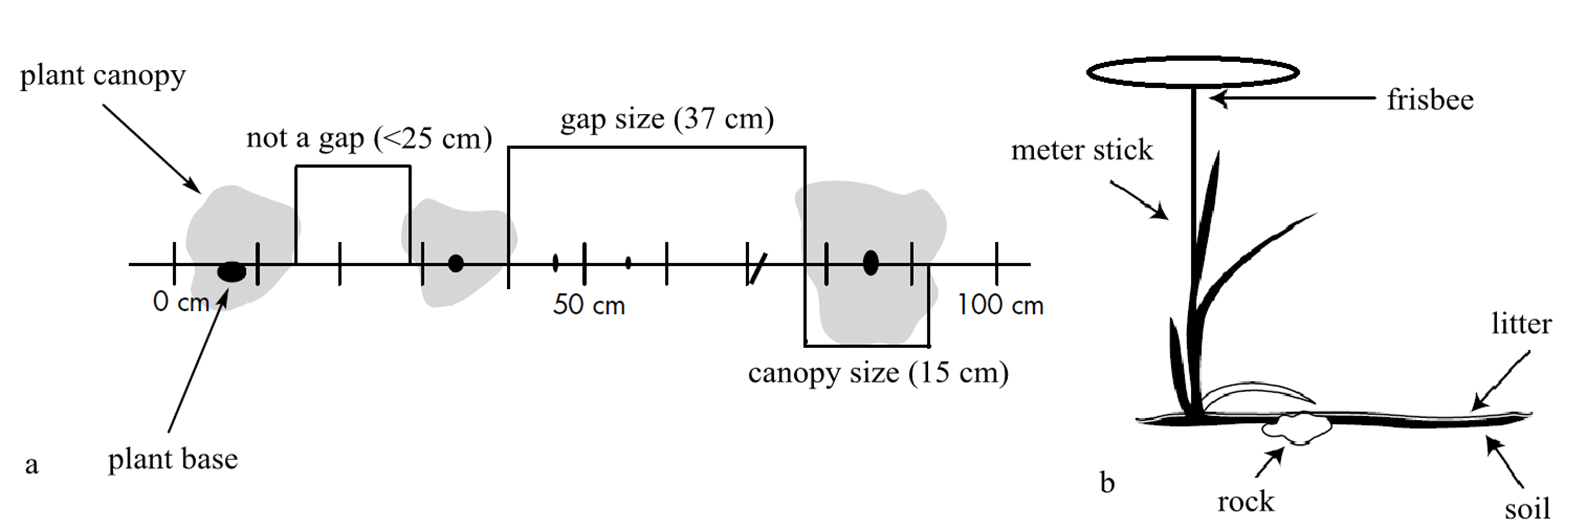 plant canopy
not a gap (<25 cm)
gap size (37 cm)
0 cm
50 cm
100 cm
canopy size (15 cm)
plant base
a
frisbee
meter stick
litter
rock
soil
b